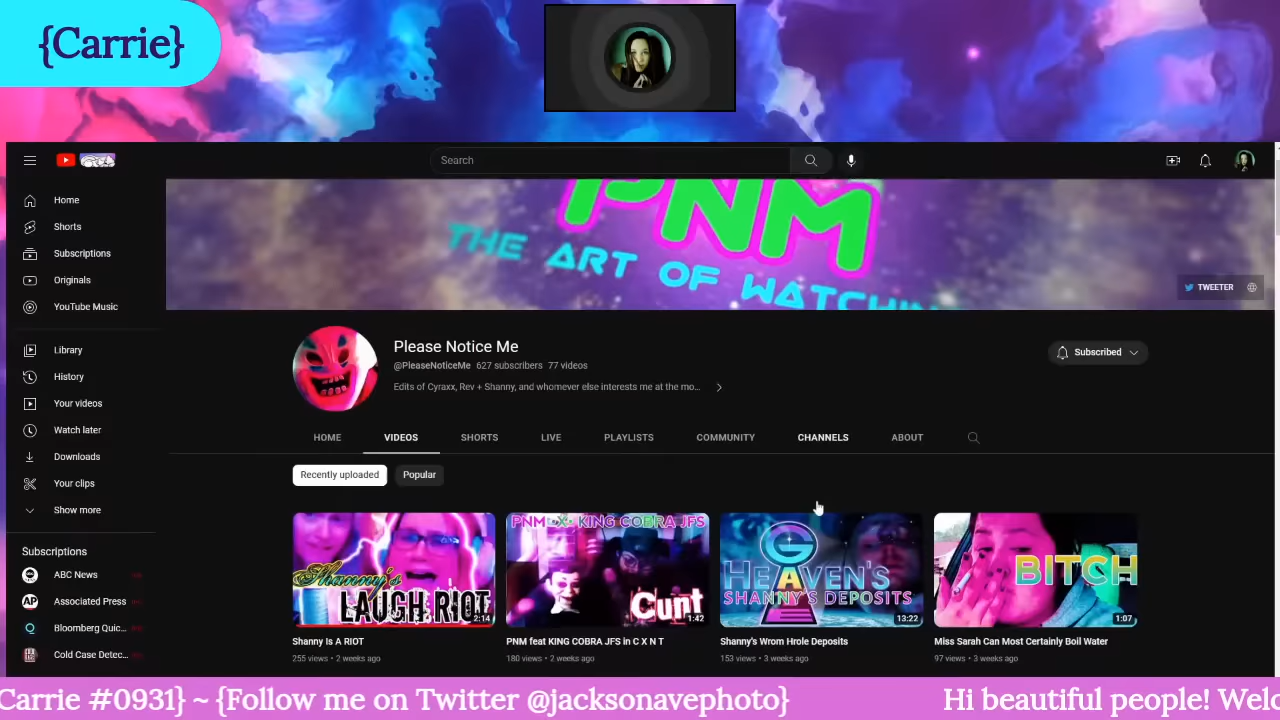 {Carrie}
Search
PNM
THE ART OF WATCHIN
TWEETER
Home
Shorts
Subscriptions
Originals
YouTube Music
Library
History
Your videos
Watch later
Downloads
Your clips
Show more
Subscriptions
ABC News
Associated Press
Bloomberg Quic...
Cold Case Detec...
Please Notice Me
@PleaseNoticeMe 627 subscribers 77 videos
Edits of Cyraxx, Rev + Shanny, and whomever else interests me at the mo...
Subscribed
HOME VIDEOS SHORTS LIVE PLAYLISTS COMMUNITY CHANNELS ABOUT
Recently uploaded Popular
Shanny's
LAUGH RIOT
2:14
Shanny Is A RIOT
255 views • 2 weeks ago
PNM X KING COBRA JFS
Cunt
1:42
PNM feat KING COBRA JFS in C X N T
180 views • 2 weeks ago
HEAVEN'S
SHANNY'S DEPOSITS
13:22
Shanny's Wrom Hrole Deposits
153 views • 3 weeks ago
BITCH
1:07
Miss Sarah Can Most Certainly Boil Water
97 views • 3 weeks ago
Carrie #0931} ~ {Follow me on Twitter @jacksonavephoto} Hi beautiful people! Welc